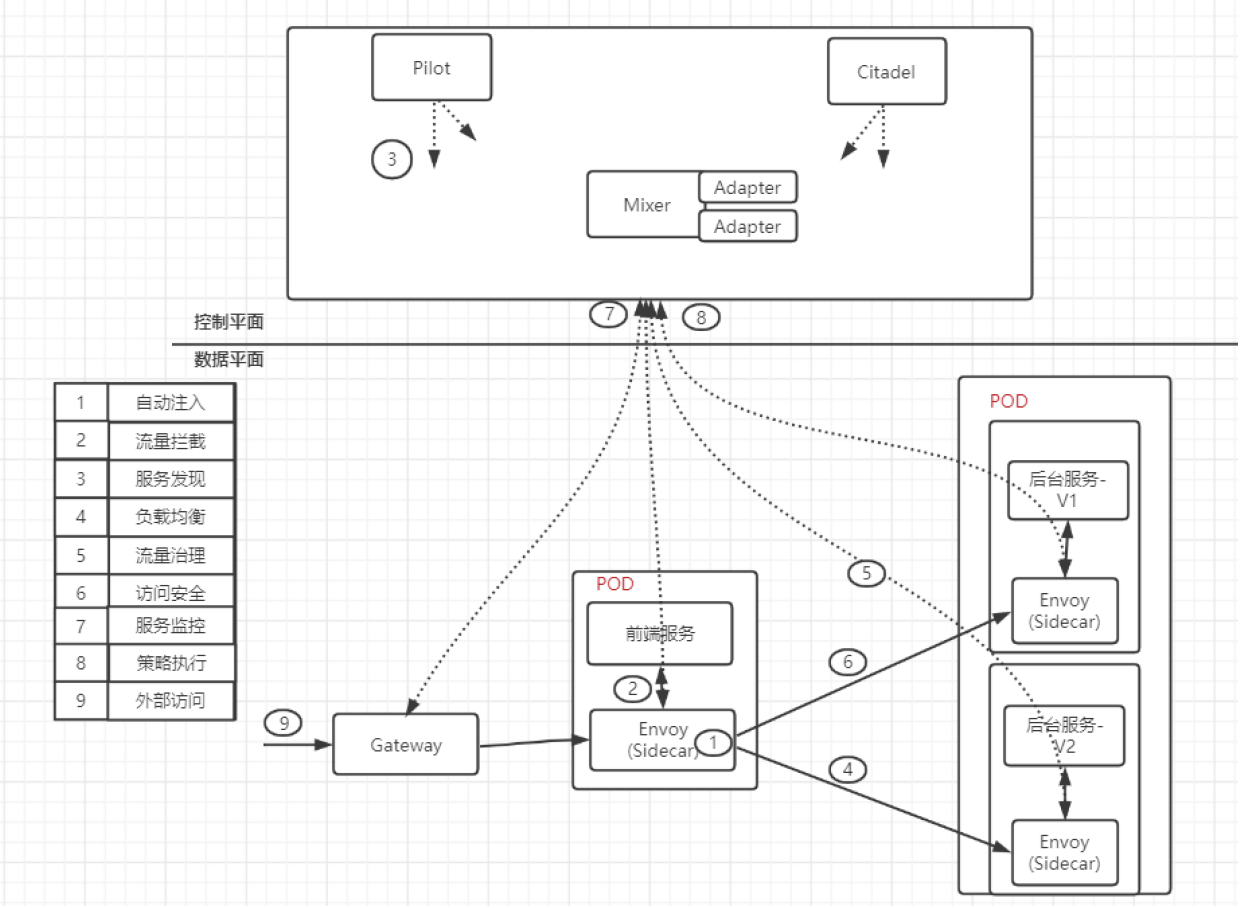 Pilot
Citadel
3
Mixer
Adapter
Adapter
7
8
控制平面
数据平面
1 自动注入
2 流量拦截
3 服务发现
4 负载均衡
5 流量治理
6 访问安全
7 服务监控
8 策略执行
9 外部访问
9
Gateway
POD
前端服务
2
Envoy
(Sidecar)
1
5
6
4
POD
后台服务-
V1
Envoy
(Sidecar)
后台服务-
V2
Envoy
(Sidecar)